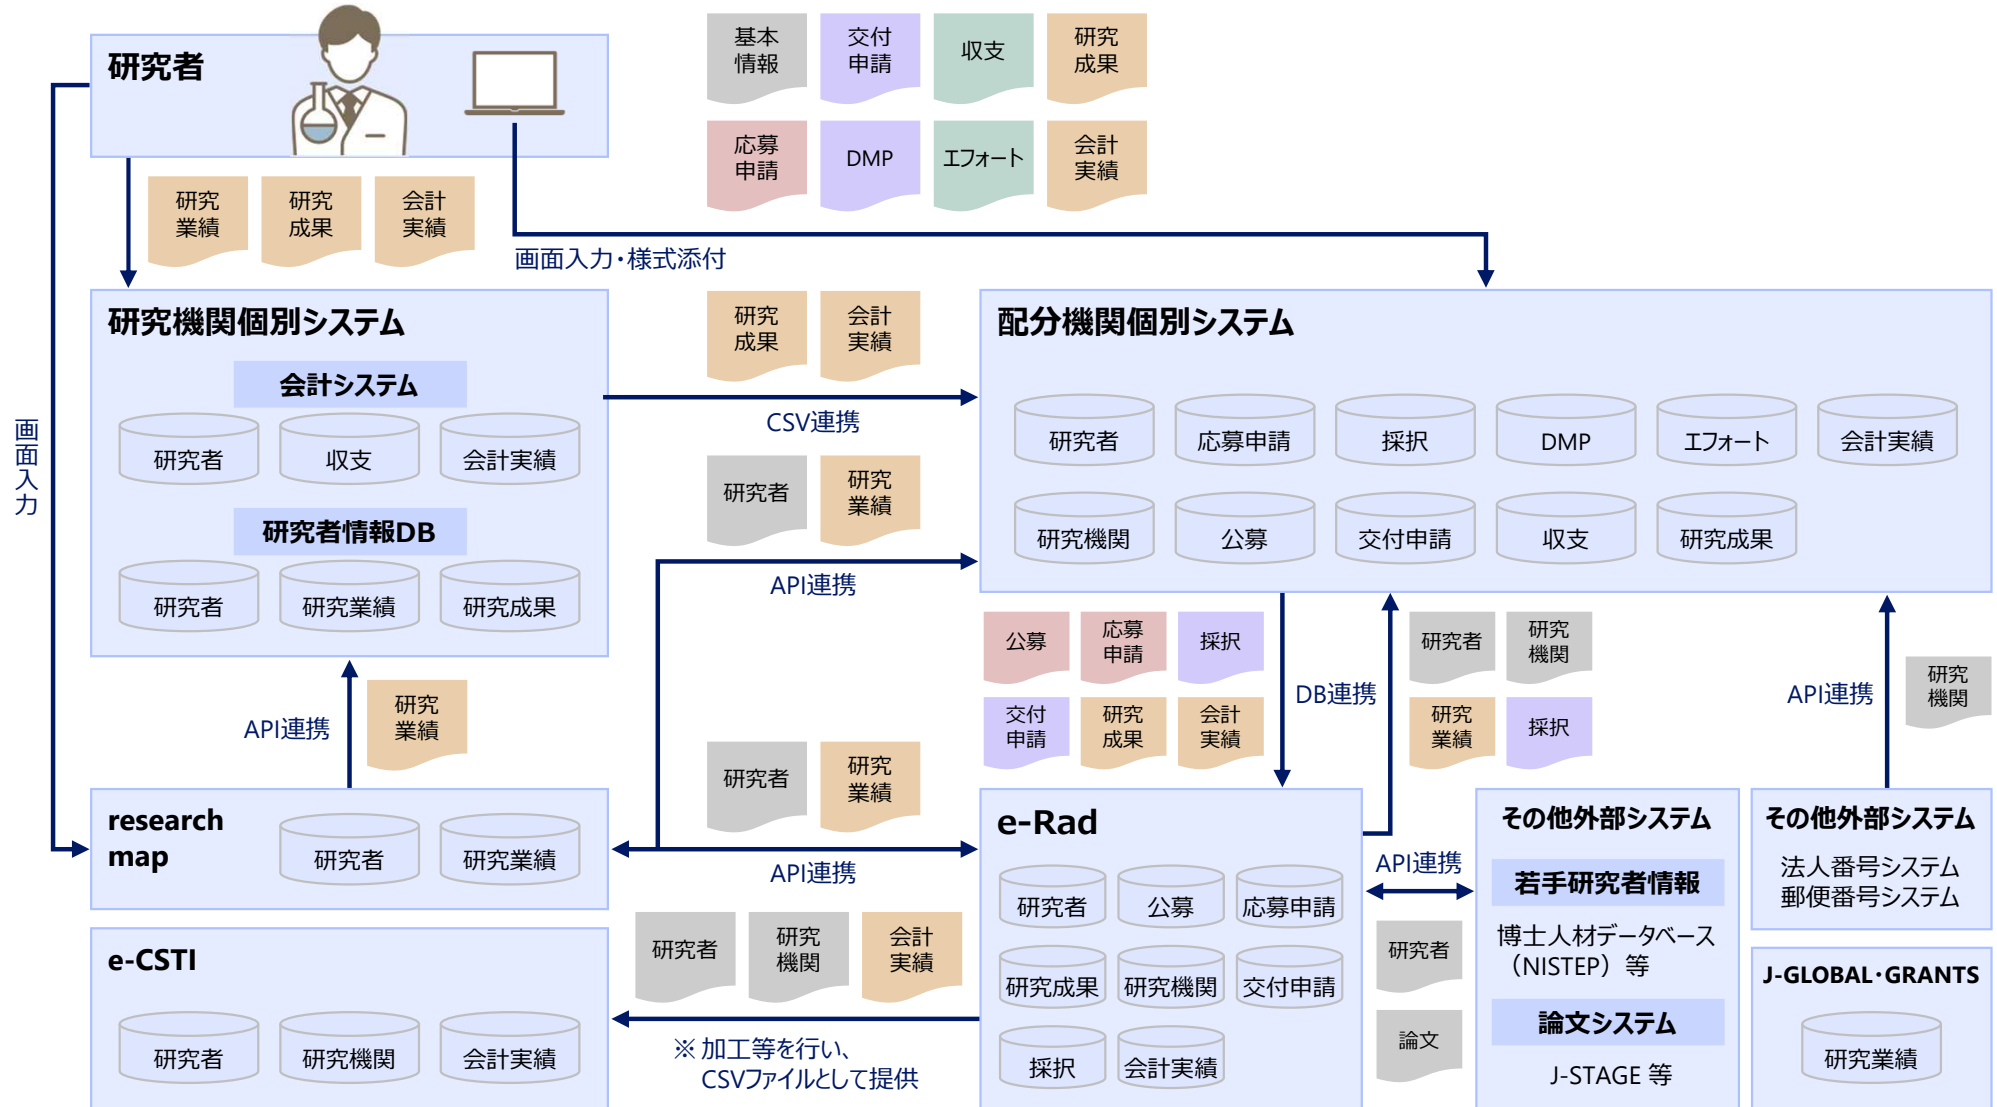 研究者
基本
情報
交付
申請
収支
研究
成果
応募
申請
DMP
エフォート
会計
実績
研究
業績
研究
成果
会計
実績
画面入力・様式添付
画面入力
研究機関個別システム
会計システム
研究者
収支
会計実績
研究者情報DB
研究者
研究業績
研究成果
研究
成果
会計
実績
CSV連携
研究者
研究
業績
API連携
配分機関個別システム
研究者
応募申請
採択
DMP
エフォート
会計実績
研究機関
公募
交付申請
収支
研究成果
API連携
研究
業績
公募
応募
申請
採択
交付
申請
研究
成果
会計
実績
DB連携
研究者
研究
機関
研究
業績
採択
API連携
研究
機関
research
map
研究者
研究業績
研究者
研究
業績
API連携
e-Rad
研究者
公募
応募申請
研究成果
研究機関
交付申請
採択
会計実績
API連携
研究者
論文
その他外部システム
若手研究者情報
博士人材データベース
（NISTEP）等
論文システム
J-STAGE 等
その他外部システム
法人番号システム
郵便番号システム
J-GLOBAL・GRANTS
研究業績
e-CSTI
研究者
研究機関
会計実績
研究者
研究
機関
会計
実績
※ 加工等を行い、
CSVファイルとして提供